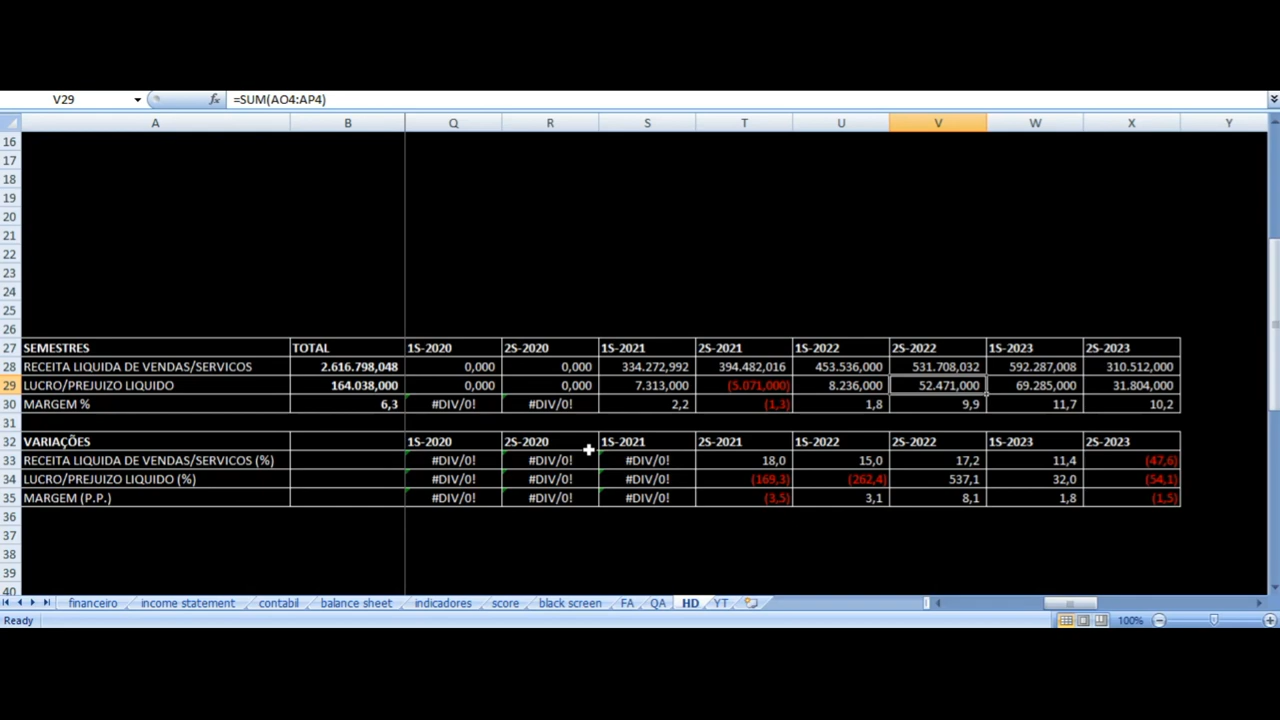 V29 fx =SUM(AO4:AP4)
A B Q R S T U V W X Y
16
17
18
19
20
21
22
23
24
25
26
27 SEMESTRES TOTAL 1S-2020 2S-2020 1S-2021 2S-2021 1S-2022 2S-2022 1S-2023 2S-2023
28 RECEITA LIQUIDA DE VENDAS/SERVICOS 2.616.798,048 0,000 0,000 334.272,992 394.482,016 453.536,000 531.708,032 592.287,008 310.512,000
29 LUCRO/PREJUIZO LIQUIDO 164.038,000 0,000 0,000 7.313,000 (5.071,000) 8.236,000 52.471,000 69.285,000 31.804,000
30 MARGEM % 6,3 #DIV/0! #DIV/0! 2,2 (1,3) 1,8 9,9 11,7 10,2
31
32 VARIAÇÕES 1S-2020 2S-2020 1S-2021 2S-2021 1S-2022 2S-2022 1S-2023 2S-2023
33 RECEITA LIQUIDA DE VENDAS/SERVICOS (%) #DIV/0! #DIV/0! #DIV/0! 18,0 15,0 17,2 11,4 (47,6)
34 LUCRO/PREJUIZO LIQUIDO (%) #DIV/0! #DIV/0! #DIV/0! (169,3) (262,4) 537,1 32,0 (54,1)
35 MARGEM (P.P.) #DIV/0! #DIV/0! #DIV/0! (3,5) 3,1 8,1 1,8 (1,5)
36
37
38
39
40
financeiro income statement contabil balance sheet indicadores score black screen FA QA HD YT
Ready 100%